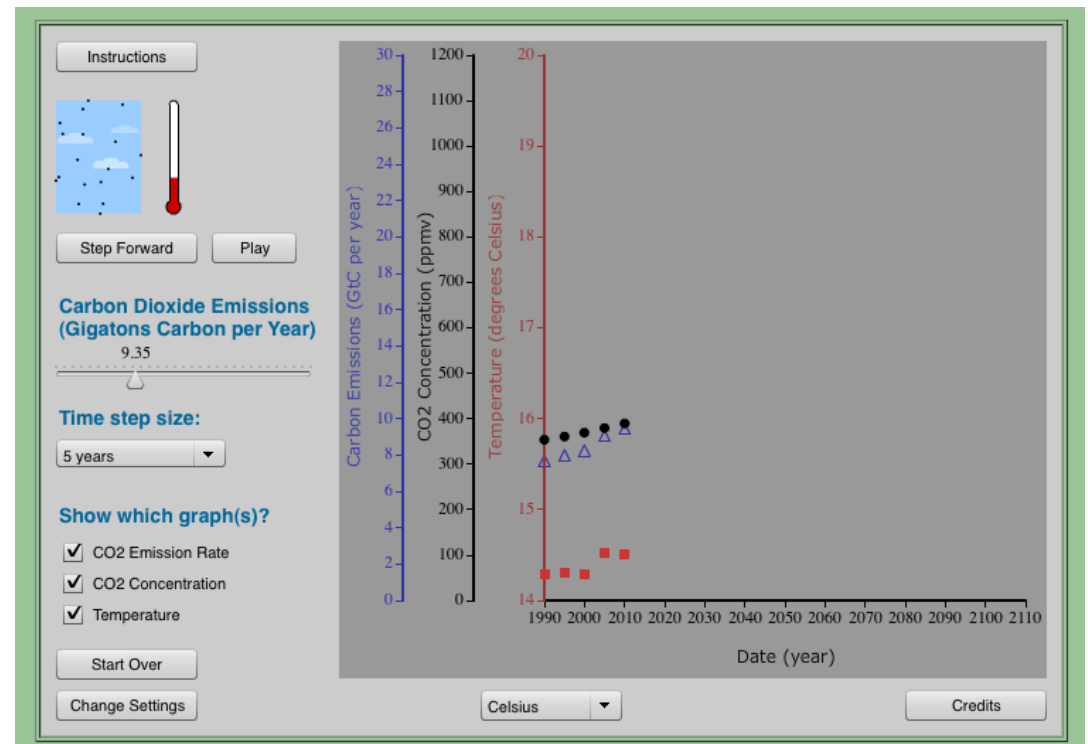 Instructions
Step Forward
Play
Carbon Dioxide Emissions
(Gigatons Carbon per Year)
9.35
Time step size:
5 years
Show which graph(s)?
CO2 Emission Rate
CO2 Concentration
Temperature
Start Over
Change Settings
Carbon Emissions (GtC per year)
30
28
26
24
22
20
18
16
14
12
10
8
6
4
2
0
CO2 Concentration (ppmv)
1200
1100
1000
900
800
700
600
500
400
300
200
100
0
Temperature (degrees Celsius)
20
19
18
17
16
15
14
1990 2000 2010 2020 2030 2040 2050 2060 2070 2080 2090 2100 2110
Date (year)
Celsius
Credits